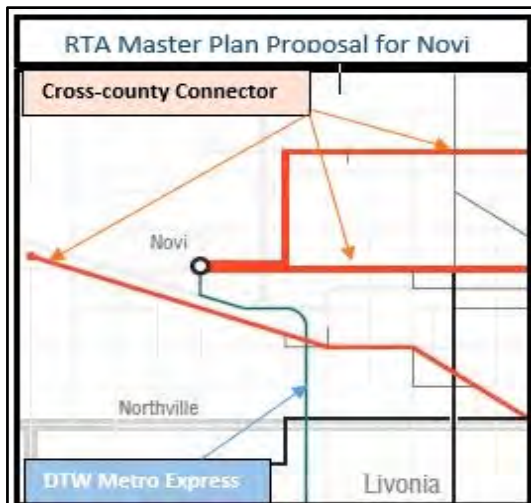 RTA Master Plan Proposal for Novi
Cross-county Connector
Novi
Northville
DTW Metro Express
Livonia